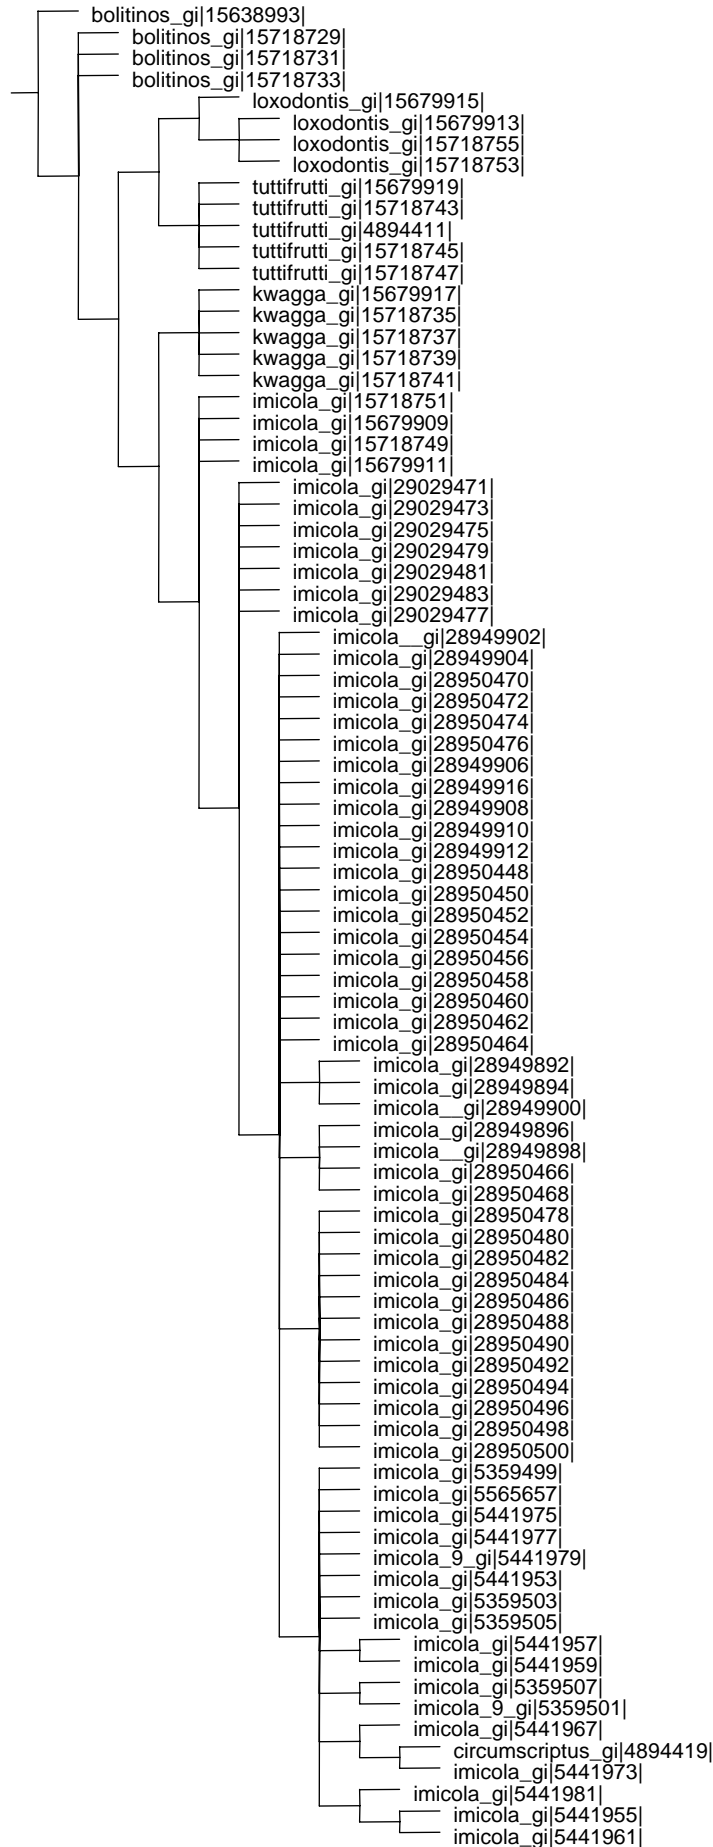 bolitinos_gi|15638993|
bolitinos_gi|15718729|
bolitinos_gi|15718731|
bolitinos_gi|15718733|
loxodontis_gi|15679915|
loxodontis_gi|15679913|
loxodontis_gi|15718755|
loxodontis_gi|15718753|
tuttifrutti_gi|15679919|
tuttifrutti_gi|15718743|
tuttifrutti_gi|4894411|
tuttifrutti_gi|15718745|
tuttifrutti_gi|15718747|
kwagga_gi|15679917|
kwagga_gi|15718735|
kwagga_gi|15718737|
kwagga_gi|15718739|
kwagga_gi|15718741|
imicola_gi|15718751|
imicola_gi|15679909|
imicola_gi|15718749|
imicola_gi|15679911|
imicola_gi|29029471|
imicola_gi|29029473|
imicola_gi|29029475|
imicola_gi|29029479|
imicola_gi|29029481|
imicola_gi|29029483|
imicola_gi|29029477|
imicola__gi|28949902|
imicola_gi|28949904|
imicola_gi|28950470|
imicola_gi|28950472|
imicola_gi|28950474|
imicola_gi|28950476|
imicola_gi|28949906|
imicola_gi|28949916|
imicola_gi|28949908|
imicola_gi|28949910|
imicola_gi|28949912|
imicola_gi|28950448|
imicola_gi|28950450|
imicola_gi|28950452|
imicola_gi|28950454|
imicola_gi|28950456|
imicola_gi|28950458|
imicola_gi|28950460|
imicola_gi|28950462|
imicola_gi|28950464|
imicola_gi|28949892|
imicola_gi|28949894|
imicola__gi|28949900|
imicola_gi|28949896|
imicola__gi|28949898|
imicola_gi|28950466|
imicola_gi|28950468|
imicola_gi|28950478|
imicola_gi|28950480|
imicola_gi|28950482|
imicola_gi|28950484|
imicola_gi|28950486|
imicola_gi|28950488|
imicola_gi|28950490|
imicola_gi|28950492|
imicola_gi|28950494|
imicola_gi|28950496|
imicola_gi|28950498|
imicola_gi|28950500|
imicola_gi|5359499|
imicola_gi|5565657|
imicola_gi|5441975|
imicola_gi|5441977|
imicola_9_gi|5441979|
imicola_gi|5441953|
imicola_gi|5359503|
imicola_gi|5359505|
imicola_gi|5441957|
imicola_gi|5441959|
imicola_gi|5359507|
imicola_9_gi|5359501|
imicola_gi|5441967|
circumscriptus_gi|4894419|
imicola_gi|5441973|
imicola_gi|5441981|
imicola_gi|5441955|
imicola_gi|5441961|